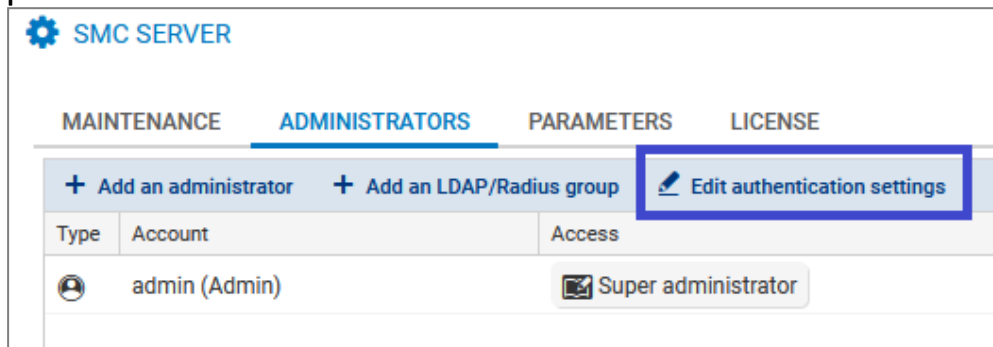 SMC SERVER
MAINTENANCE ADMINISTRATORS PARAMETERS LICENSE
+ Add an administrator + Add an LDAP/Radius group Edit authentication settings
Type Account Access
admin (Admin) Super administrator